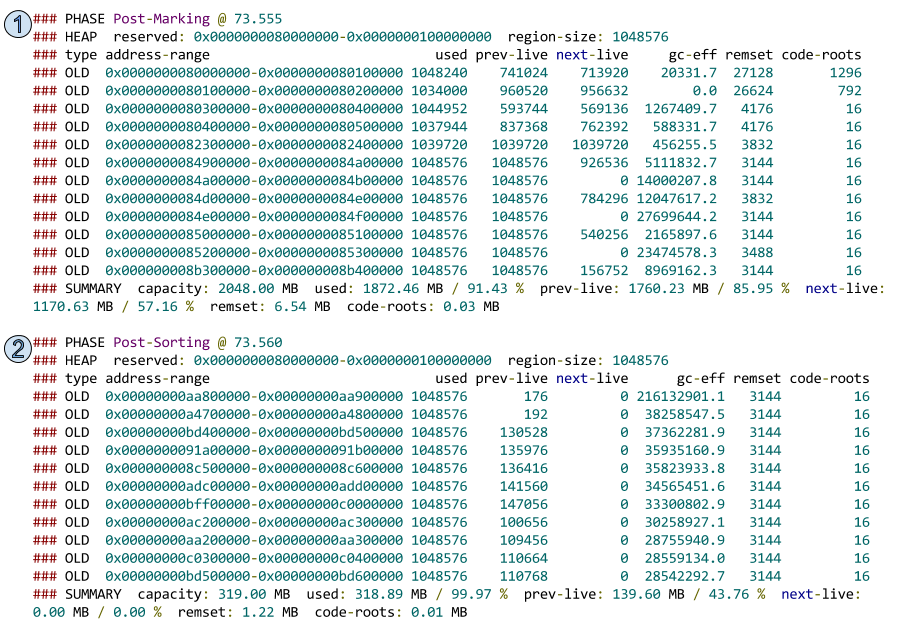 1
### PHASE Post-Marking @ 73.555
### HEAP reserved: 0x0000000080000000-0x0000000100000000 region-size: 1048576
### type address-range used prev-live next-live gc-eff remset code-roots
### OLD 0x0000000080000000-0x0000000080100000 1048240 741024 713920 20331.7 27128 1296
### OLD 0x0000000080100000-0x0000000080200000 1034000 960520 956632 0.0 26624 792
### OLD 0x0000000080300000-0x0000000080400000 1044952 593744 569136 1267409.7 4176 16
### OLD 0x0000000080400000-0x0000000080500000 1037944 837368 762392 588331.7 4176 16
### OLD 0x0000000082300000-0x0000000082400000 1039720 1039720 1039720 456255.5 3832 16
### OLD 0x0000000084900000-0x0000000084a00000 1048576 1048576 926536 5111832.7 3144 16
### OLD 0x0000000084a00000-0x0000000084b00000 1048576 1048576 0 14000207.8 3144 16
### OLD 0x0000000084d00000-0x0000000084e00000 1048576 1048576 784296 12047617.2 3832 16
### OLD 0x0000000084e00000-0x0000000084f00000 1048576 1048576 0 27699644.2 3144 16
### OLD 0x0000000085000000-0x0000000085100000 1048576 1048576 540256 2165897.6 3144 16
### OLD 0x0000000085200000-0x0000000085300000 1048576 1048576 0 23474578.3 3488 16
### OLD 0x000000008b300000-0x000000008b400000 1048576 1048576 156752 8969162.3 3144 16
### SUMMARY capacity: 2048.00 MB used: 1872.46 MB / 91.43 % prev-live: 1760.23 MB / 85.95 % next-live:
1170.63 MB / 57.16 % remset: 6.54 MB code-roots: 0.03 MB
2
### PHASE Post-Sorting @ 73.560
### HEAP reserved: 0x0000000080000000-0x0000000100000000 region-size: 1048576
### type address-range used prev-live next-live gc-eff remset code-roots
### OLD 0x00000000aa800000-0x00000000aa900000 1048576 176 0 216132901.1 3144 16
### OLD 0x00000000a4700000-0x00000000a4800000 1048576 192 0 38258547.5 3144 16
### OLD 0x00000000bd400000-0x00000000bd500000 1048576 130528 0 37362281.9 3144 16
### OLD 0x0000000091a00000-0x0000000091b00000 1048576 135976 0 35935160.9 3144 16
### OLD 0x000000008c500000-0x000000008c600000 1048576 136416 0 35823933.8 3144 16
### OLD 0x00000000adc00000-0x00000000add00000 1048576 141560 0 34565451.6 3144 16
### OLD 0x00000000bff00000-0x00000000c0000000 1048576 147056 0 33300802.9 3144 16
### OLD 0x00000000ac200000-0x00000000ac300000 1048576 100656 0 30258927.1 3144 16
### OLD 0x00000000aa200000-0x00000000aa300000 1048576 109456 0 28755940.9 3144 16
### OLD 0x00000000c0300000-0x00000000c0400000 1048576 110664 0 28559134.0 3144 16
### OLD 0x00000000bd500000-0x00000000bd600000 1048576 110768 0 28542292.7 3144 16
### SUMMARY capacity: 319.00 MB used: 318.89 MB / 99.97 % prev-live: 139.60 MB / 43.76 % next-live:
0.00 MB / 0.00 % remset: 1.22 MB code-roots: 0.01 MB